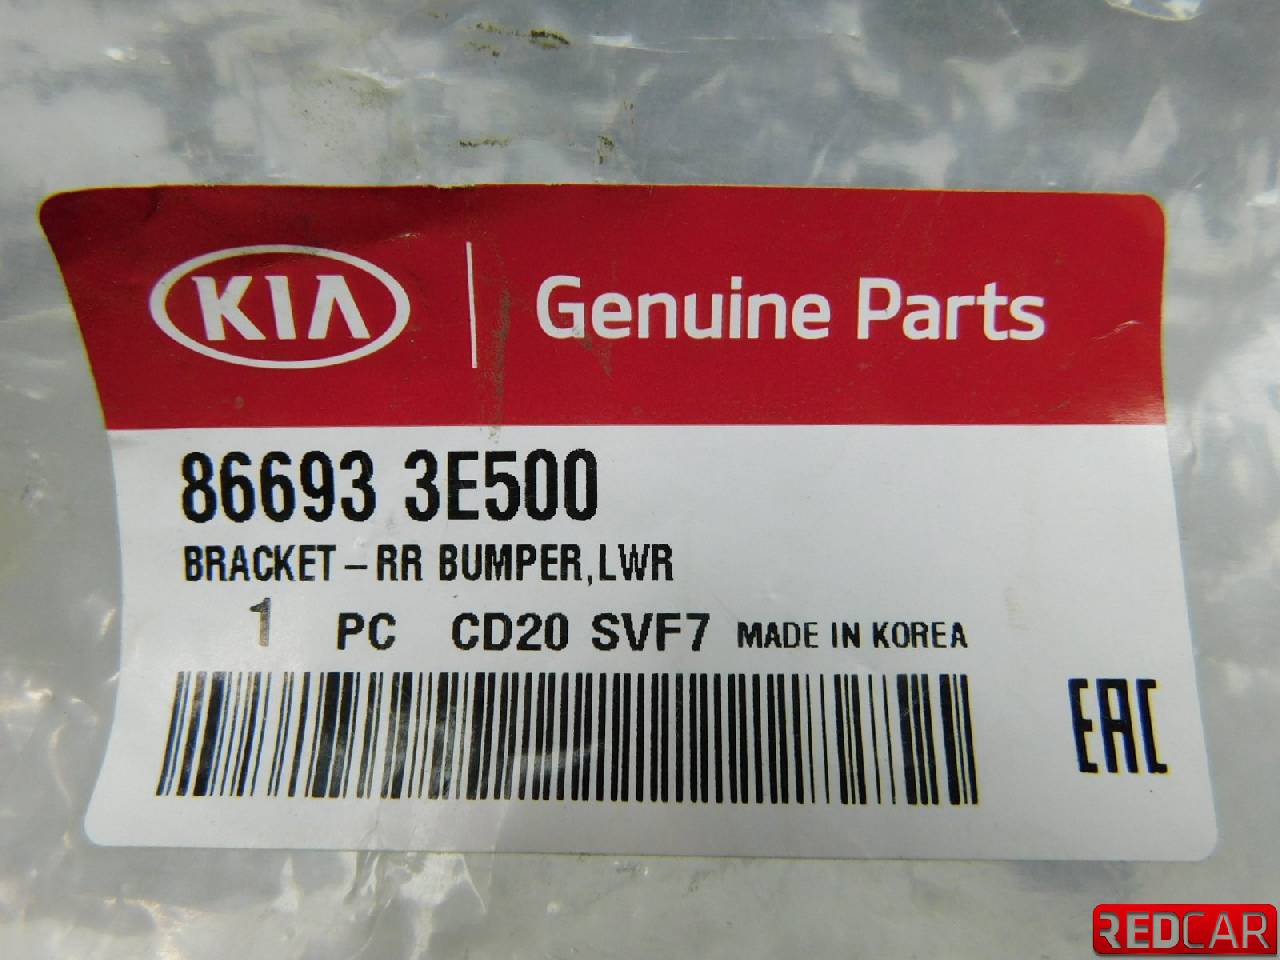 KIA Genuine Parts
86693 3E500
BRACKET-RR BUMPER,LWR
1 PC CD20 SVF7 MADE IN KOREA
EAC
REDCAR